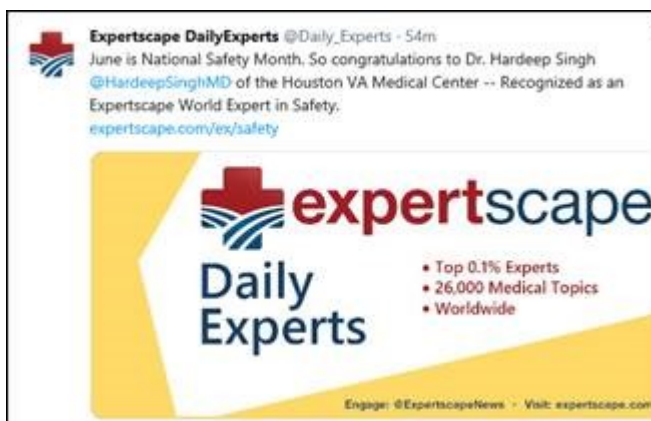 Expertscape DailyExperts @Daily_Experts · 54m
June is National Safety Month. So congratulations to Dr. Hardeep Singh
@HardeepSinghMD of the Houston VA Medical Center -- Recognized as an
Expertscape World Expert in Safety.
expertscape.com/ex/safety
expertscape
Daily
Experts
• Top 0.1% Experts
• 26,000 Medical Topics
• Worldwide
Engage: @ExpertscapeNews · Visit: expertscape.com